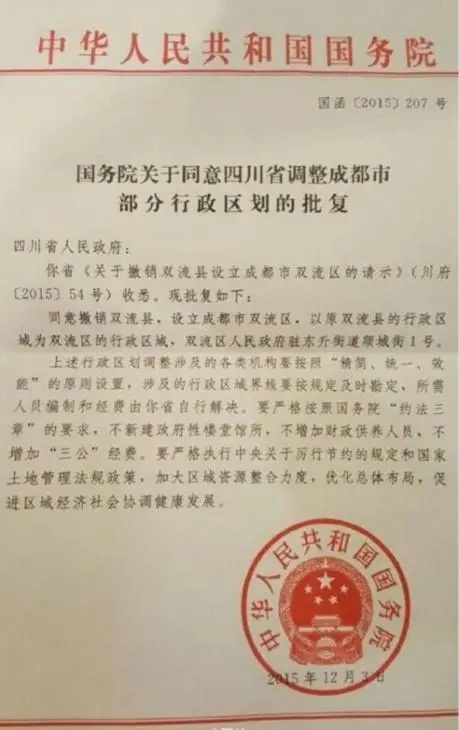 中华人民共和国国务院
国函〔2015〕207 号
国务院关于同意四川省调整成都市
部分行政区划的批复
四川省人民政府：
你省《关于撤销双流县设立成都市双流区的请示》（川府
〔2015〕54 号）收悉。现批复如下：
同意撤销双流县，设立成都市双流区，以原双流县的行政区
域为双流区的行政区域，双流区人民政府驻东升街道顺城街 1 号。
上述行政区划调整涉及的各类机构要按照“精简、统一、效
能”的原则设置，涉及的行政区域界线要按规定及时勘定，所需
人员编制和经费由你省自行解决。要严格按照国务院“约法三
章”的要求，不新建政府性楼堂馆所，不增加财政供养人员，不
增加“三公”经费。要严格执行中央关于厉行节约的规定和国家
土地管理法规政策，加大区域资源整合力度，优化总体布局，促
进区域经济社会协调健康发展。
中华人民共和国国务院
2015 年 12 月 3 日